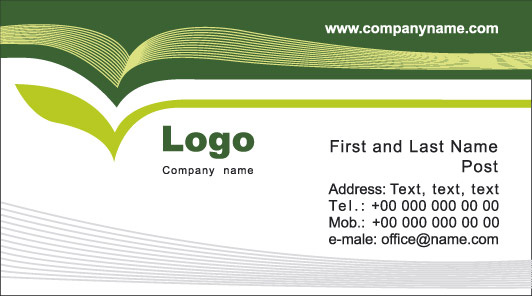 www.companyname.com
Logo
Company name
First and Last Name
Post
Address: Text, text, text
Tel.: +00 000 000 00 00
Mob.: +00 000 000 00 00
e-male: office@name.com